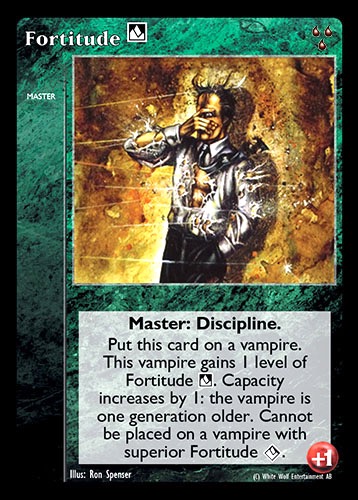 Fortitude
MASTER
Master: Discipline.
Put this card on a vampire.
This vampire gains 1 level of
Fortitude . Capacity
increases by 1: the vampire is
one generation older. Cannot
be placed on a vampire with
superior Fortitude .
+1
Illus: Ron Spenser
(C) White Wolf Entertainment AB